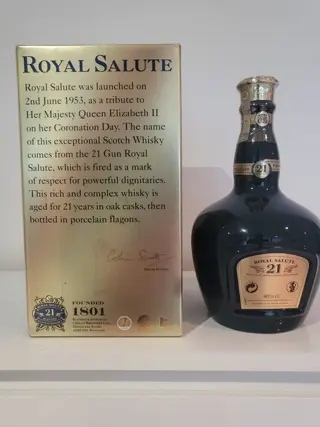 ROYAL SALUTE
Royal Salute was launched on
2nd June 1953, as a tribute to
Her Majesty Queen Elizabeth II
on her Coronation Day. The name
of this exceptional Scotch Whisky
comes from the 21 Gun Royal
Salute, which is fired as a mark
of respect for powerful dignitaries.
This rich and complex whisky is
aged for 21 years in oak casks, then
bottled in porcelain flagons.
21
FOUNDED
1801
21
ROYAL SALUTE
21